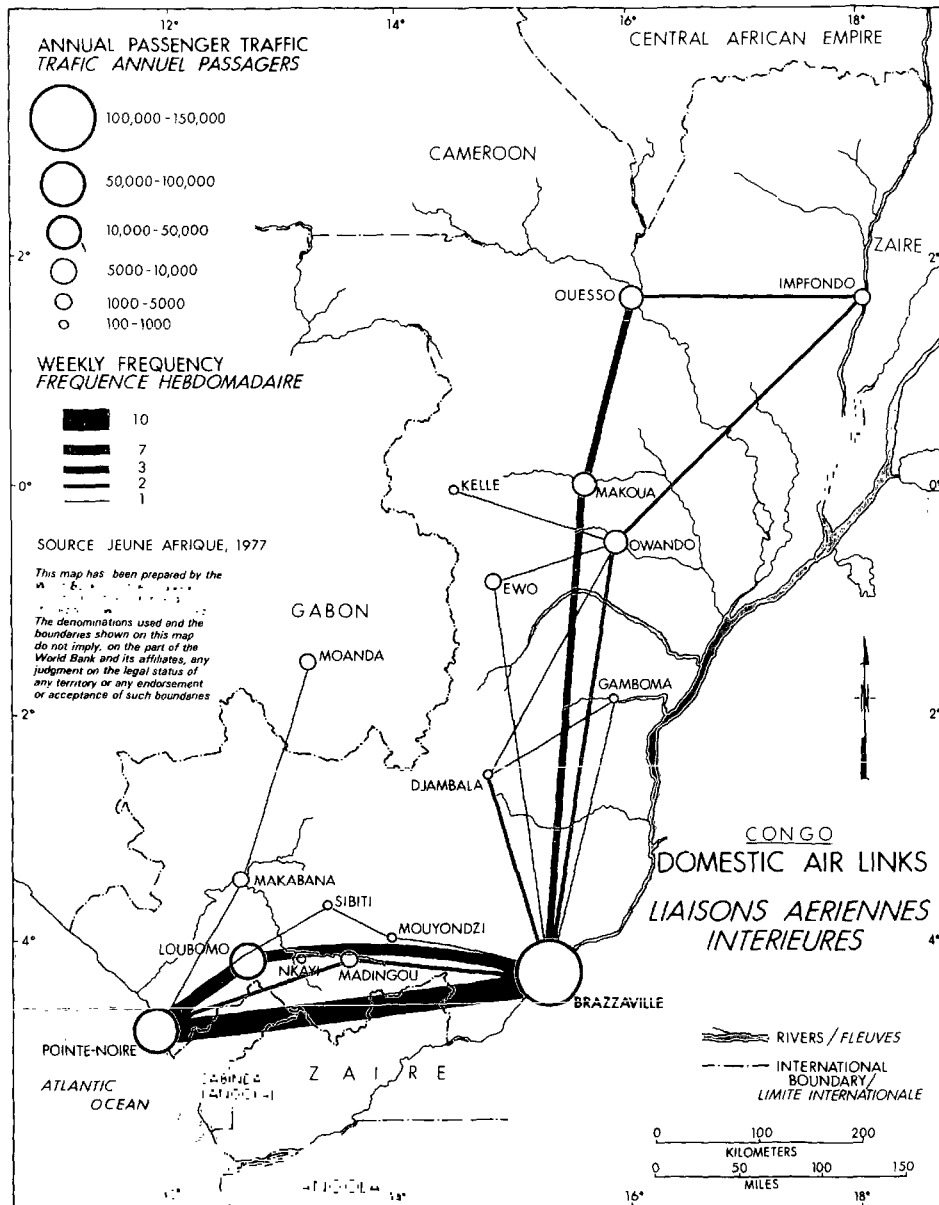 12° 14° 16° 18°
ANNUAL PASSENGER TRAFFIC
TRAFIC ANNUEL PASSAGERS
100,000-150,000
50,000-100,000
10,000-50,000
5000-10,000
1000-5000
100-1000
WEEKLY FREQUENCY
FREQUENCE HEBDOMADAIRE
10
7
3
2
1
SOURCE JEUNE AFRIQUE, 1977
This map has been prepared by the
The denominations used and the
boundaries shown on this map
do not imply, on the part of the
World Bank and its affiliates, any
judgment on the legal status of
any territory or any endorsement
or acceptance of such boundaries
CENTRAL AFRICAN EMPIRE
CAMEROON
ZAIRE
2° 2°
OUESSO
IMPFONDO
0° 0°
KELLE
MAKOUA
OWANDO
EWO
GABON
MOANDA
GAMBOMA
2° 2°
DJAMBALA
CONGO
DOMESTIC AIR LINKS
LIAISONS AERIENNES
INTERIEURES
MAKABANA
SIBITI
MOUYONDZI
4° 4°
LOUBOMO
NKAYI
MADINGOU
BRAZZAVILLE
POINTE-NOIRE
ZAIRE
ATLANTIC
OCEAN
RIVERS / FLEUVES
INTERNATIONAL
BOUNDARY /
LIMITE INTERNATIONALE
0 100 200
KILOMETERS
0 50 100 150
MILES
16° 18°